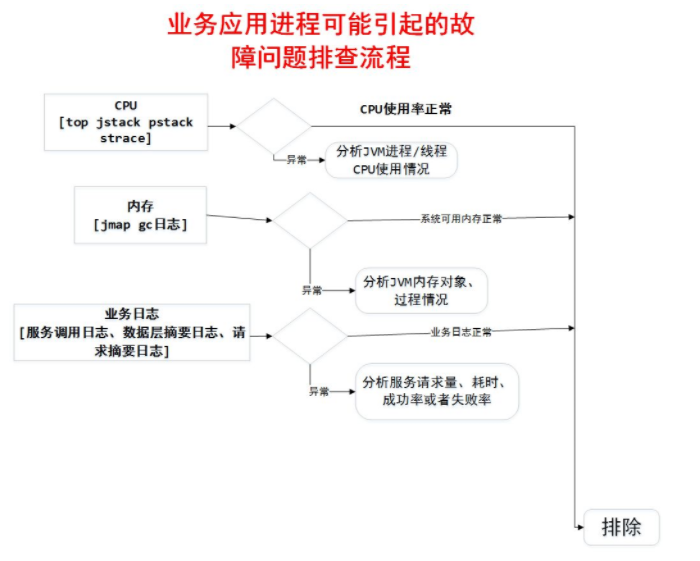 业务应用进程可能引起的故
障问题排查流程
CPU
[top jstack pstack
strace]
CPU使用率正常
异常
分析JVM进程/线程
CPU使用情况
内存
[jmap gc日志]
系统可用内存正常
异常
分析JVM内存对象、
过程情况
业务日志
[服务调用日志、数据层摘要日志、请
求摘要日志]
业务日志正常
异常
分析服务请求量、耗时、
成功率或者失败率
排除